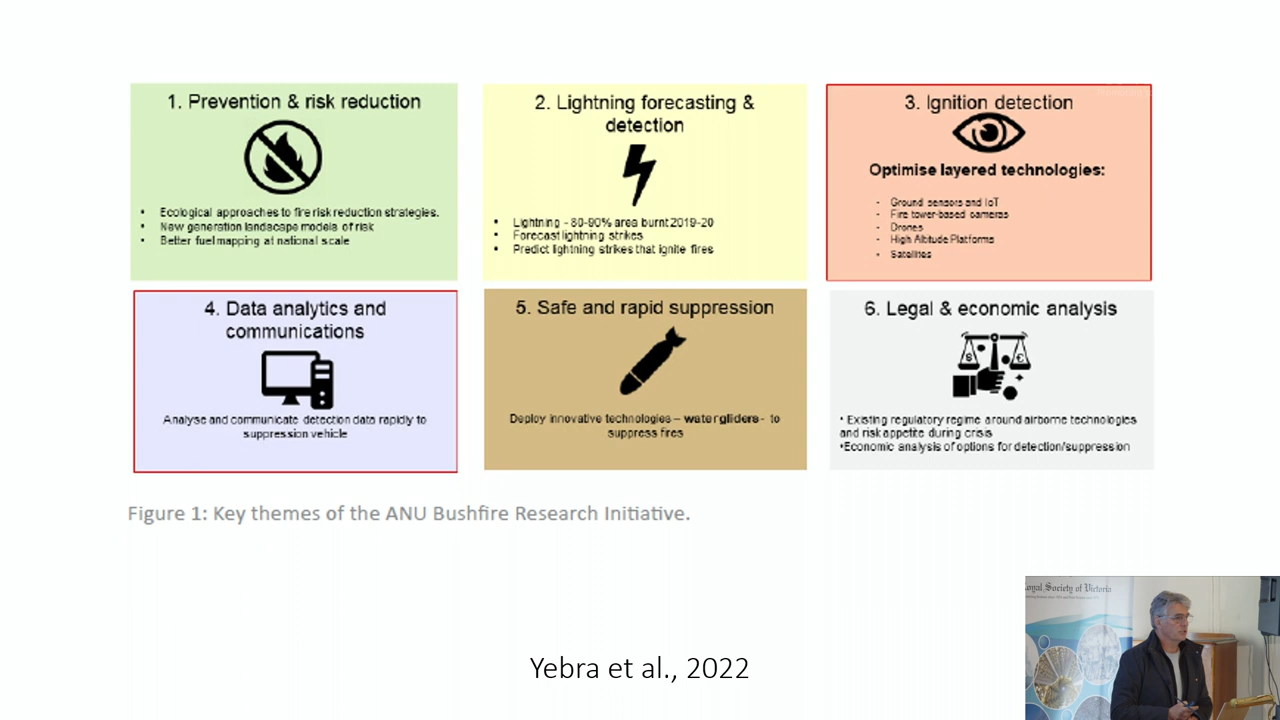 1. Prevention & risk reduction
• Ecological approaches to fire risk reduction strategies.
• New generation landscape models of risk
• Better fuel mapping at national scale
2. Lightning forecasting &
detection
• Lightning - 80-90% area burnt 2019-20
• Forecast lightning strikes
• Predict lightning strikes that ignite fires
3. Ignition detection
Optimise layered technologies:
- Ground sensors and IoT
- Fire tower-based cameras
- Drones
- High Altitude Platforms
- Satellites
4. Data analytics and
communications
Analyse and communicate detection data rapidly to
suppression vehicle
5. Safe and rapid suppression
Deploy innovative technologies – water gliders - to
suppress fires
6. Legal & economic analysis
$ €
• Existing regulatory regime around airborne technologies
and risk appetite during crisis
•Economic analysis of options for detection/suppression
Figure 1: Key themes of the ANU Bushfire Research Initiative.
Yebra et al., 2022
Royal Society of Victoria